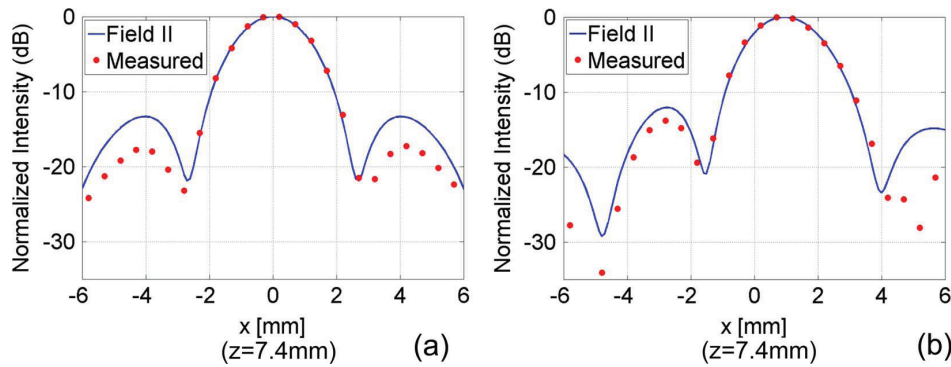 0
-10
-20
-30
Normalized Intensity (dB)
Field II
Measured
-6 -4 -2 0 2 4 6
x [mm]
(z=7.4mm)
(a)
0
-10
-20
-30
Normalized Intensity (dB)
Field II
Measured
-6 -4 -2 0 2 4 6
x [mm]
(z=7.4mm)
(b)